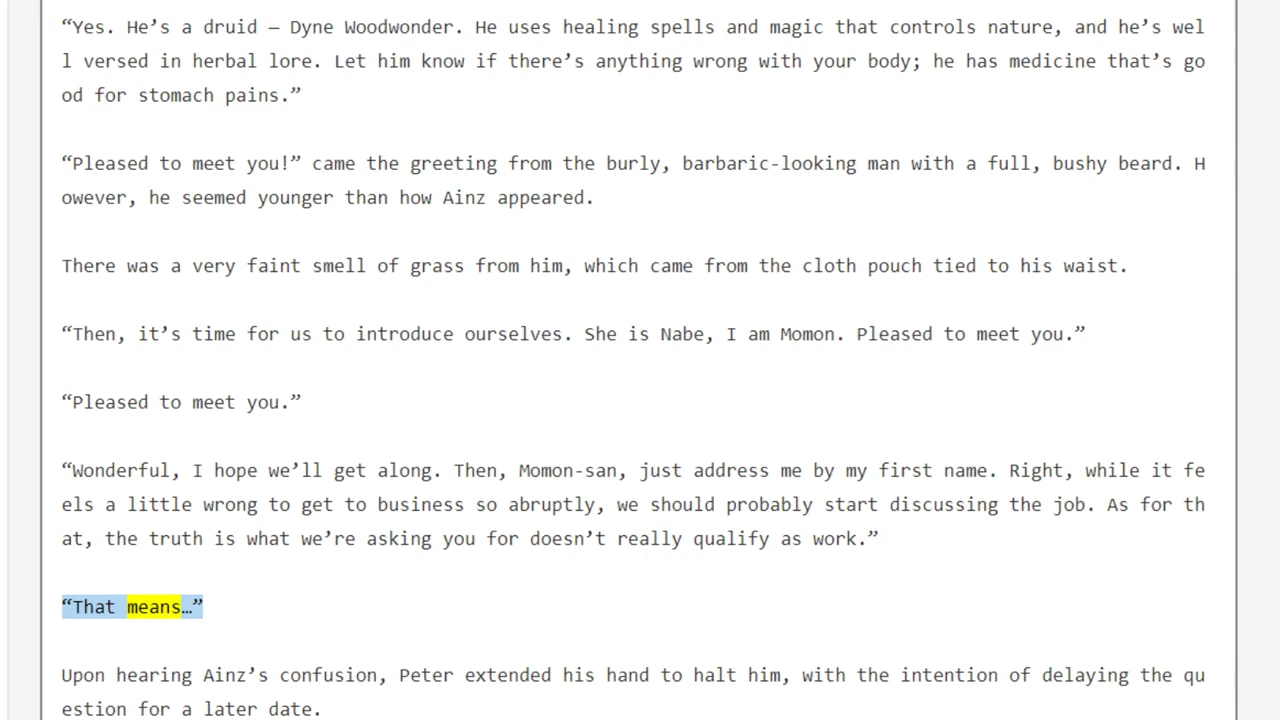 “Yes. He’s a druid – Dyne Woodwonder. He uses healing spells and magic that controls nature, and he’s wel
l versed in herbal lore. Let him know if there’s anything wrong with your body; he has medicine that’s go
od for stomach pains.”
“Pleased to meet you!” came the greeting from the burly, barbaric-looking man with a full, bushy beard. H
owever, he seemed younger than how Ainz appeared.
There was a very faint smell of grass from him, which came from the cloth pouch tied to his waist.
“Then, it’s time for us to introduce ourselves. She is Nabe, I am Momon. Pleased to meet you.”
“Pleased to meet you.”
“Wonderful, I hope we’ll get along. Then, Momon-san, just address me by my first name. Right, while it fe
els a little wrong to get to business so abruptly, we should probably start discussing the job. As for th
at, the truth is what we’re asking you for doesn’t really qualify as work.”
“That means…”
Upon hearing Ainz’s confusion, Peter extended his hand to halt him, with the intention of delaying the qu
estion for a later date.